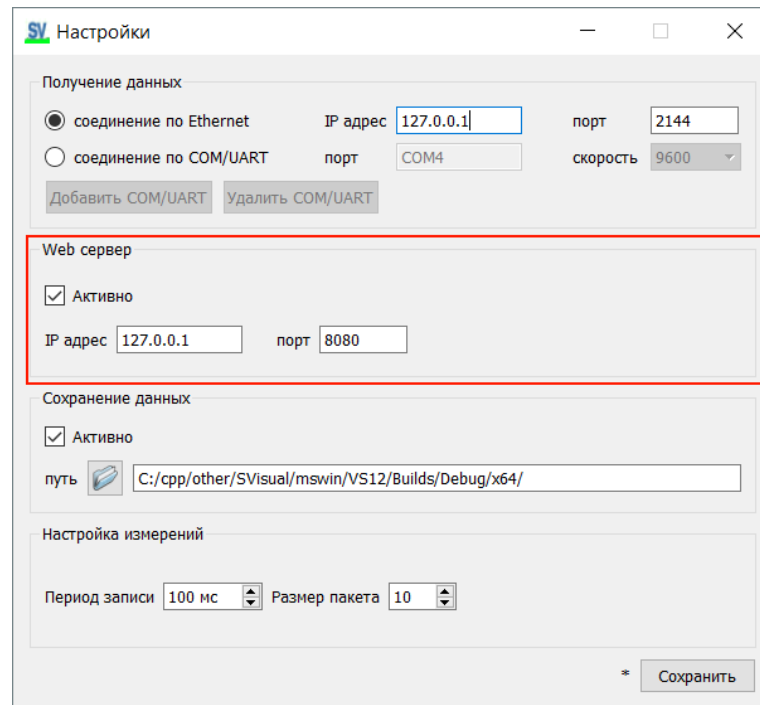 SV Настройки
Получение данных
соединение по Ethernet IP адрес 127.0.0.1 порт 2144
соединение по COM/UART порт COM4 скорость 9600
Добавить COM/UART Удалить COM/UART
Web сервер
Активно
IP адрес 127.0.0.1 порт 8080
Сохранение данных
Активно
путь C:/cpp/other/SVisual/mswin/VS12/Builds/Debug/x64/
Настройка измерений
Период записи 100 мс Размер пакета 10
* Сохранить